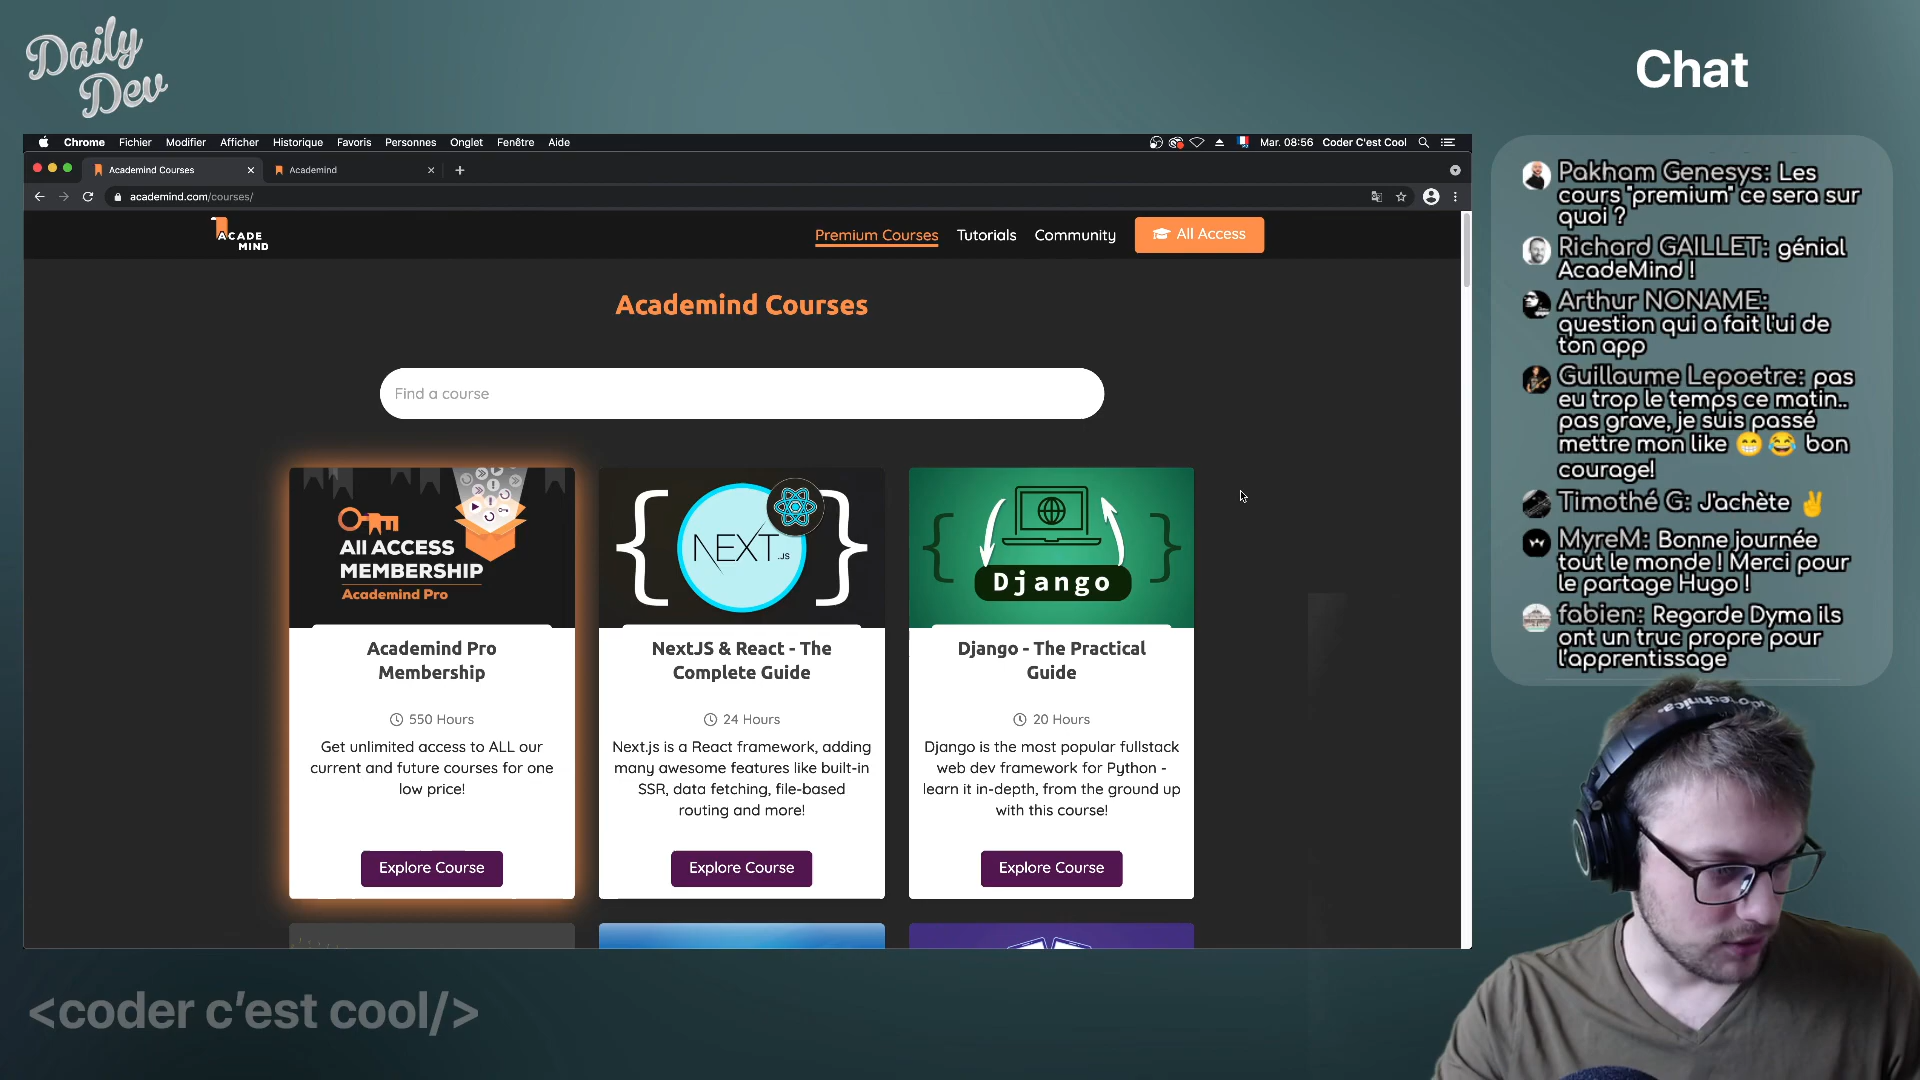 Daily
Dev
Chat
Chrome Fichier Modifier Afficher Historique Favoris Personnes Onglet Fenêtre Aide
Mar. 08:56 Coder C'est Cool
Academind Courses
Academind
academind.com/courses/
ACADE
MIND
Premium Courses
Tutorials
Community
All Access
Academind Courses
Find a course
All ACCESS
MEMBERSHIP
Academind Pro
Academind Pro
Membership
550 Hours
Get unlimited access to ALL our
current and future courses for one
low price!
Explore Course
NEXT.JS
NextJS & React - The
Complete Guide
24 Hours
Next.js is a React framework, adding
many awesome features like built-in
SSR, data fetching, file-based
routing and more!
Explore Course
Django
Django - The Practical
Guide
20 Hours
Django is the most popular fullstack
web dev framework for Python -
learn it in-depth, from the ground up
with this course!
Explore Course
Pakham Genesys: Les
cours "premium" ce sera sur
quoi ?
Richard GAILLET: génial
AcadeMind !
Arthur NONAME:
question qui a fait l'ui de
ton app
Guillaume Lepoetre: pas
eu trop le temps ce matin..
pas grave, je suis passé
mettre mon like 😁😂 bon
courage!
Timothé G: J'achète ✌
MyreM: Bonne journée
tout le monde ! Merci pour
le partage Hugo !
fabien: Regarde Dyma ils
ont un truc propre pour
l'apprentissage
<coder c'est cool/>